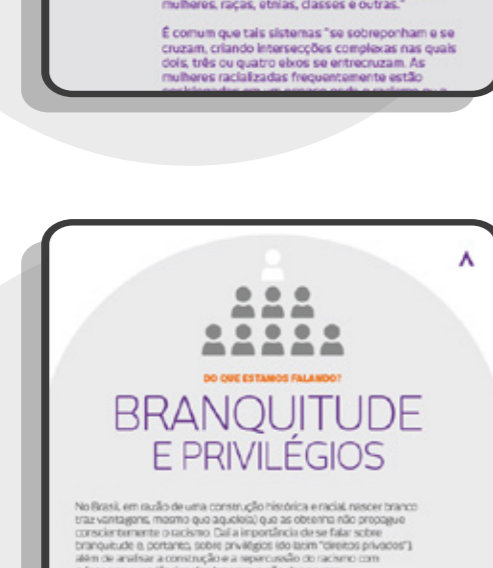 mulheres, raças, etnias, classes e outras."
É comum que tais sistemas "se sobreponham e se
cruzam, criando intersecções complexas nas quais
dois, três ou quatro eixos se entrecruzam. As
mulheres racializadas frequentemente estão
DO QUE ESTAMOS FALANDO?
BRANQUITUDE
E PRIVILÉGIOS
No Brasil, em razão de uma construção histórica e racial, nascer branco
traz vantagens, mesmo que aquele(a) que as obtenha não propague
conscientemente o racismo. Daí a importância de se falar sobre
branquitude e, portanto, sobre privilégios (do latim "direitos privados"),
além de analisar a construção e a repercussão do racismo com